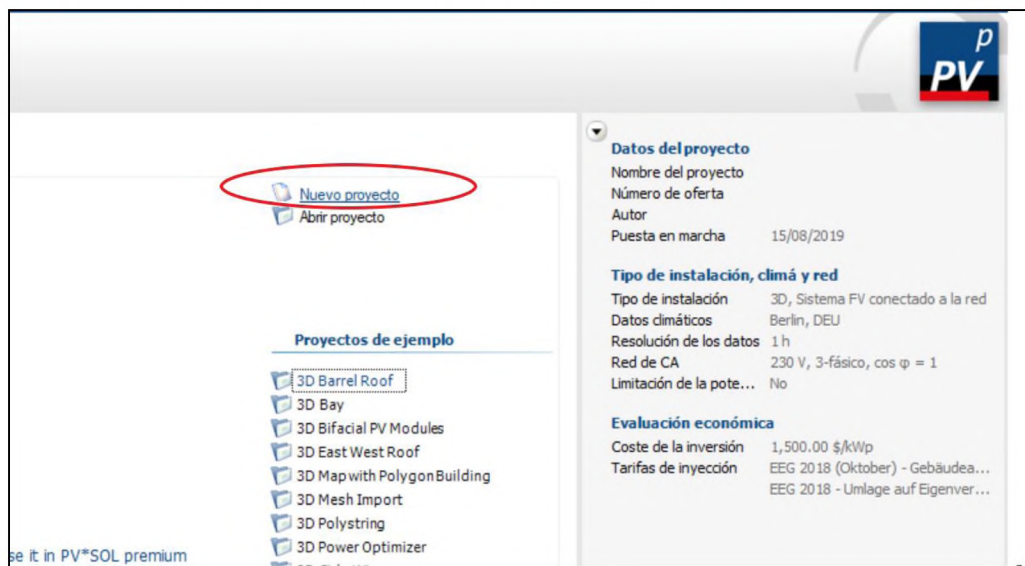 p
PV
Nuevo proyecto
Abrir proyecto
Proyectos de ejemplo
3D Barrel Roof
3D Bay
3D Bifacial PV Modules
3D East West Roof
3D Map with Polygon Building
3D Mesh Import
3D Polystring
3D Power Optimizer
se it in PV*SOL premium
Datos del proyecto
Nombre del proyecto
Número de oferta
Autor
Puesta en marcha 15/08/2019
Tipo de instalación, climá y red
Tipo de instalación 3D, Sistema FV conectado a la red
Datos climáticos Berlin, DEU
Resolución de los datos 1 h
Red de CA 230 V, 3-fásico, cos φ = 1
Limitación de la pote... No
Evaluación económica
Coste de la inversión 1,500.00 $/kWp
Tarifas de inyección EEG 2018 (Oktober) - Gebäudea...
EEG 2018 - Umlage auf Eigenver...